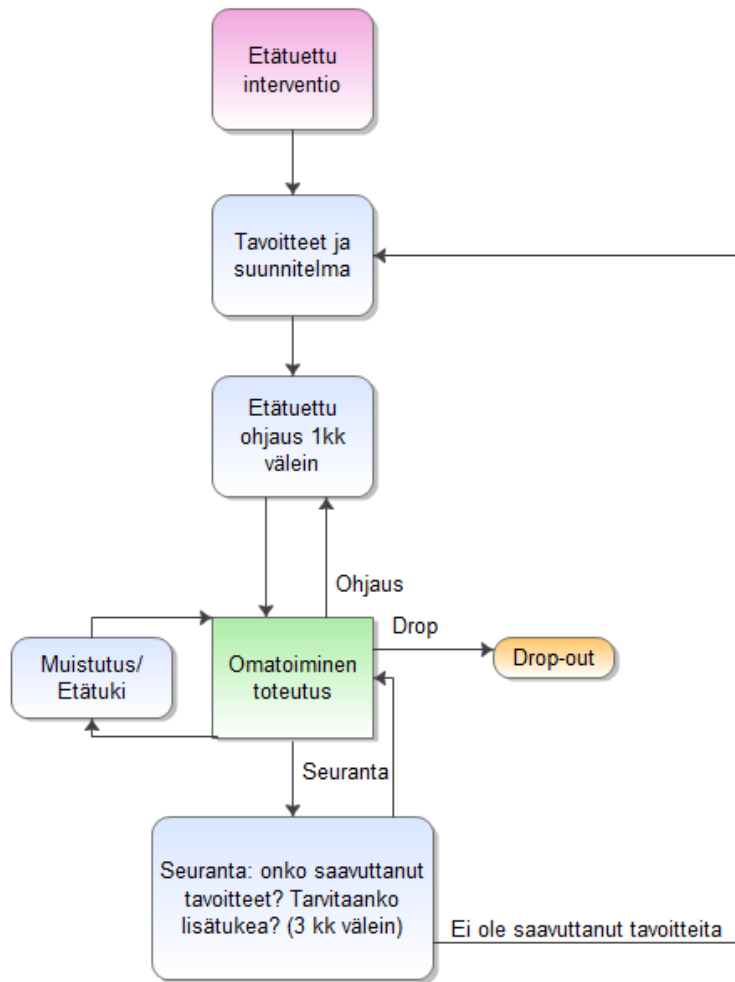 Etätuettu
interventio
Tavoitteet ja
suunnitelma
Etätuettu
ohjaus 1kk
välein
Ohjaus
Drop
Muistutus/
Etätuki
Omatoiminen
toteutus
Drop-out
Seuranta
Seuranta: onko saavuttanut
tavoitteet? Tarvitaanko
lisätukea? (3 kk välein)
Ei ole saavuttanut tavoitteita